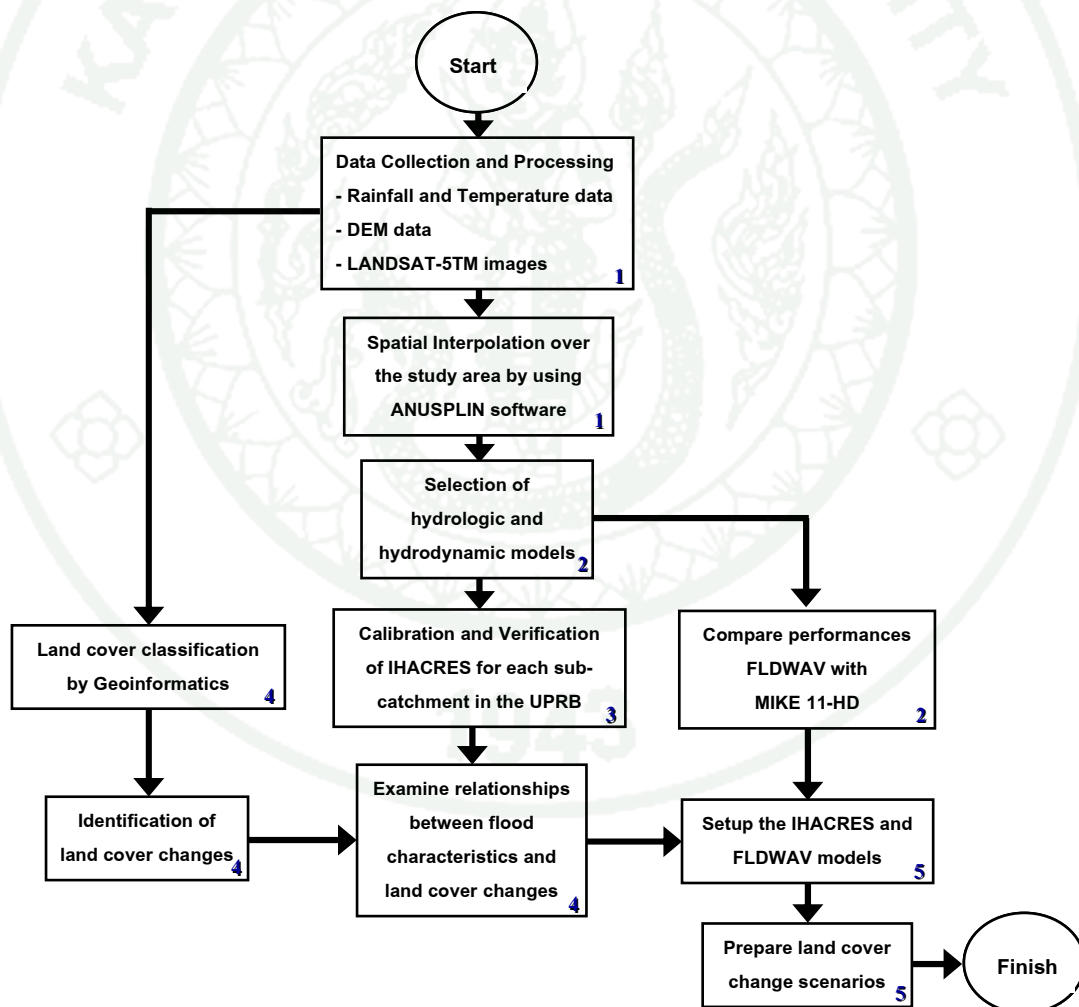 KA
ITY
1943
Start
Data Collection and Processing
- Rainfall and Temperature data
- DEM data
- LANDSAT-5TM images
1
Spatial Interpolation over
the study area by using
ANUSPLIN software
1
Selection of
hydrologic and
hydrodynamic models
2
Land cover classification
by Geoinformatics
4
Calibration and Verification
of IHACRES for each sub-
catchment in the UPRB
3
Compare performances
FLDWAV with
MIKE 11-HD
2
Identification of
land cover changes
4
Examine relationships
between flood
characteristics and
land cover changes
4
Setup the IHACRES and
FLDWAV models
5
Prepare land cover
change scenarios
5
Finish